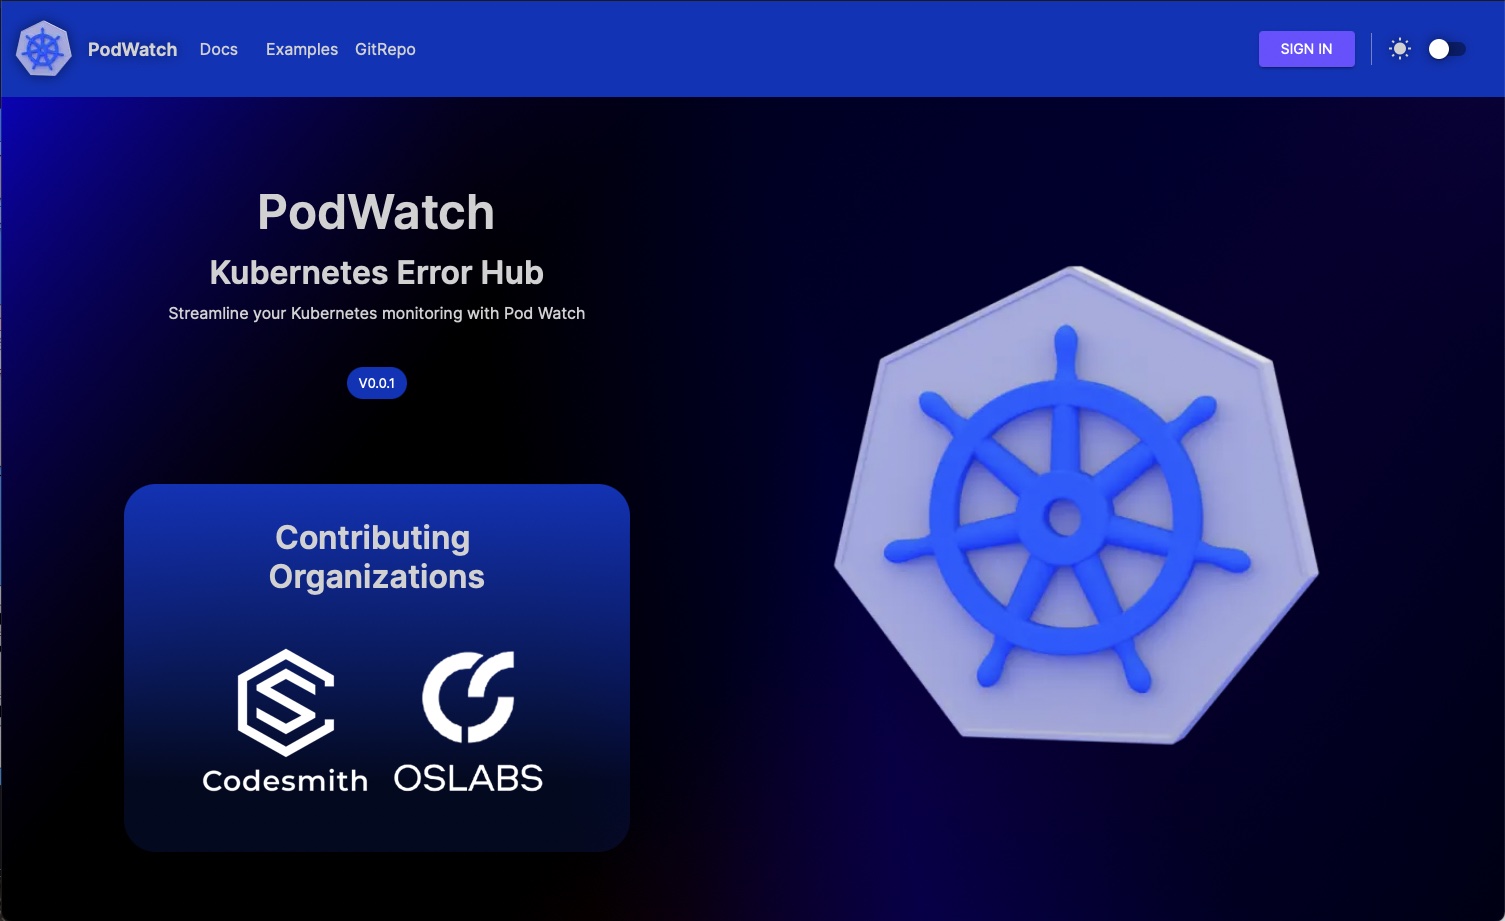 PodWatch Docs Examples GitRepo SIGN IN
PodWatch
Kubernetes Error Hub
Streamline your Kubernetes monitoring with Pod Watch
V0.0.1
Contributing
Organizations
Codesmith OSLABS